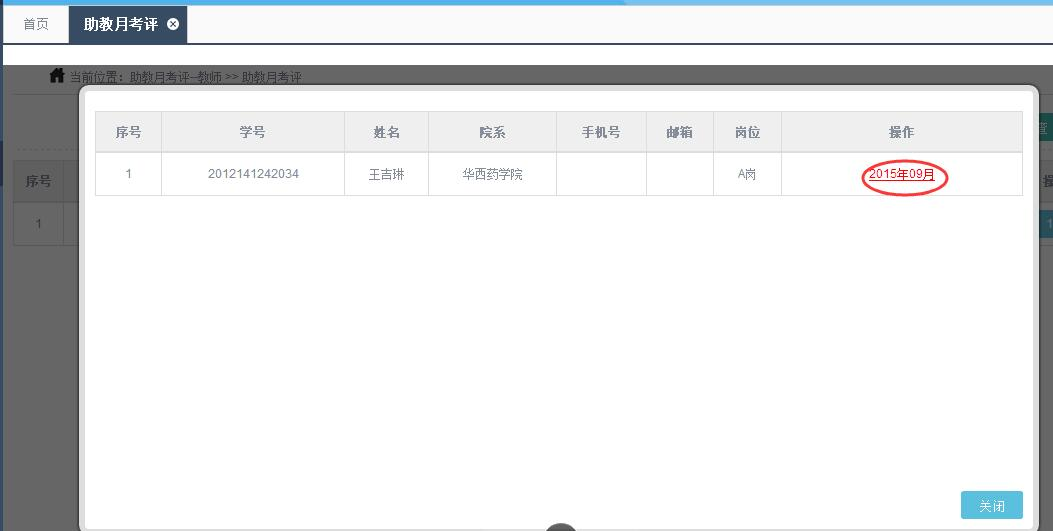 首页 助教月考评
当前位置：助教月考评--教师 >> 助教月考评
查
序号 学号 姓名 院系 手机号 邮箱 岗位 操作
1 2012141242034 王吉琳 华西药学院 A岗 2015年09月
序号
1
关闭